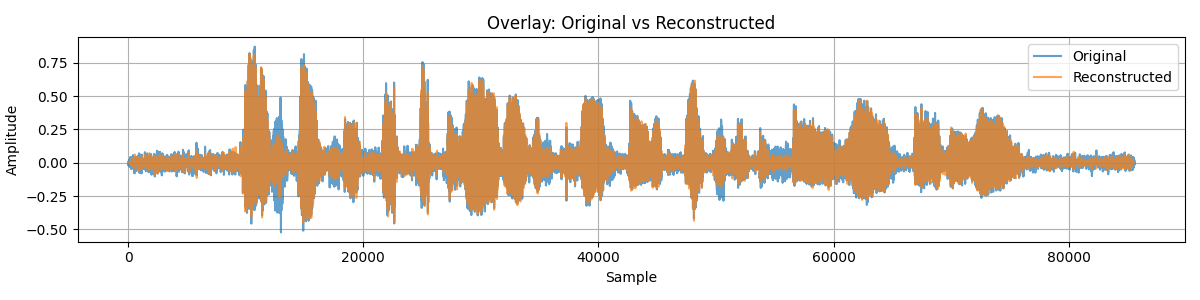 Overlay: Original vs Reconstructed
Original
Reconstructed
Amplitude
0.75
0.50
0.25
0.00
−0.25
−0.50
0
20000
40000
60000
80000
Sample